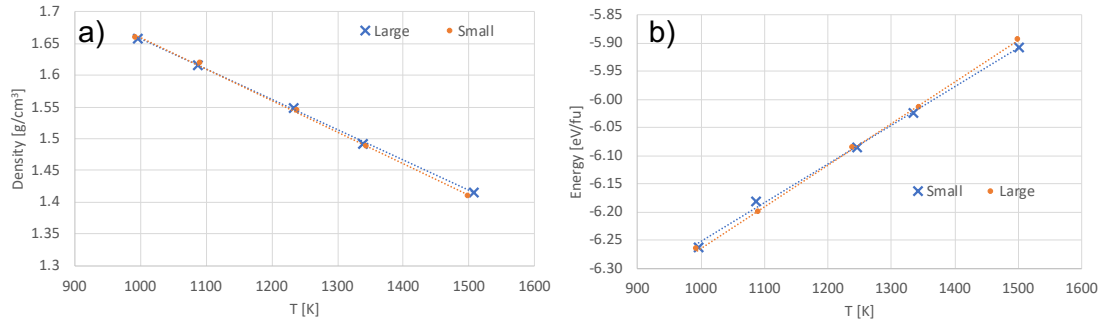 a)
Large Small
Density [g/cm³]
1.7
1.65
1.6
1.55
1.5
1.45
1.4
1.35
1.3
900 1000 1100 1200 1300 1400 1500 1600
T [K]
b)
Energy [eV/fu]
-5.85
-5.90
-5.95
-6.00
-6.05
-6.10
-6.15
-6.20
-6.25
-6.30
Small Large
900 1000 1100 1200 1300 1400 1500 1600
T [K]